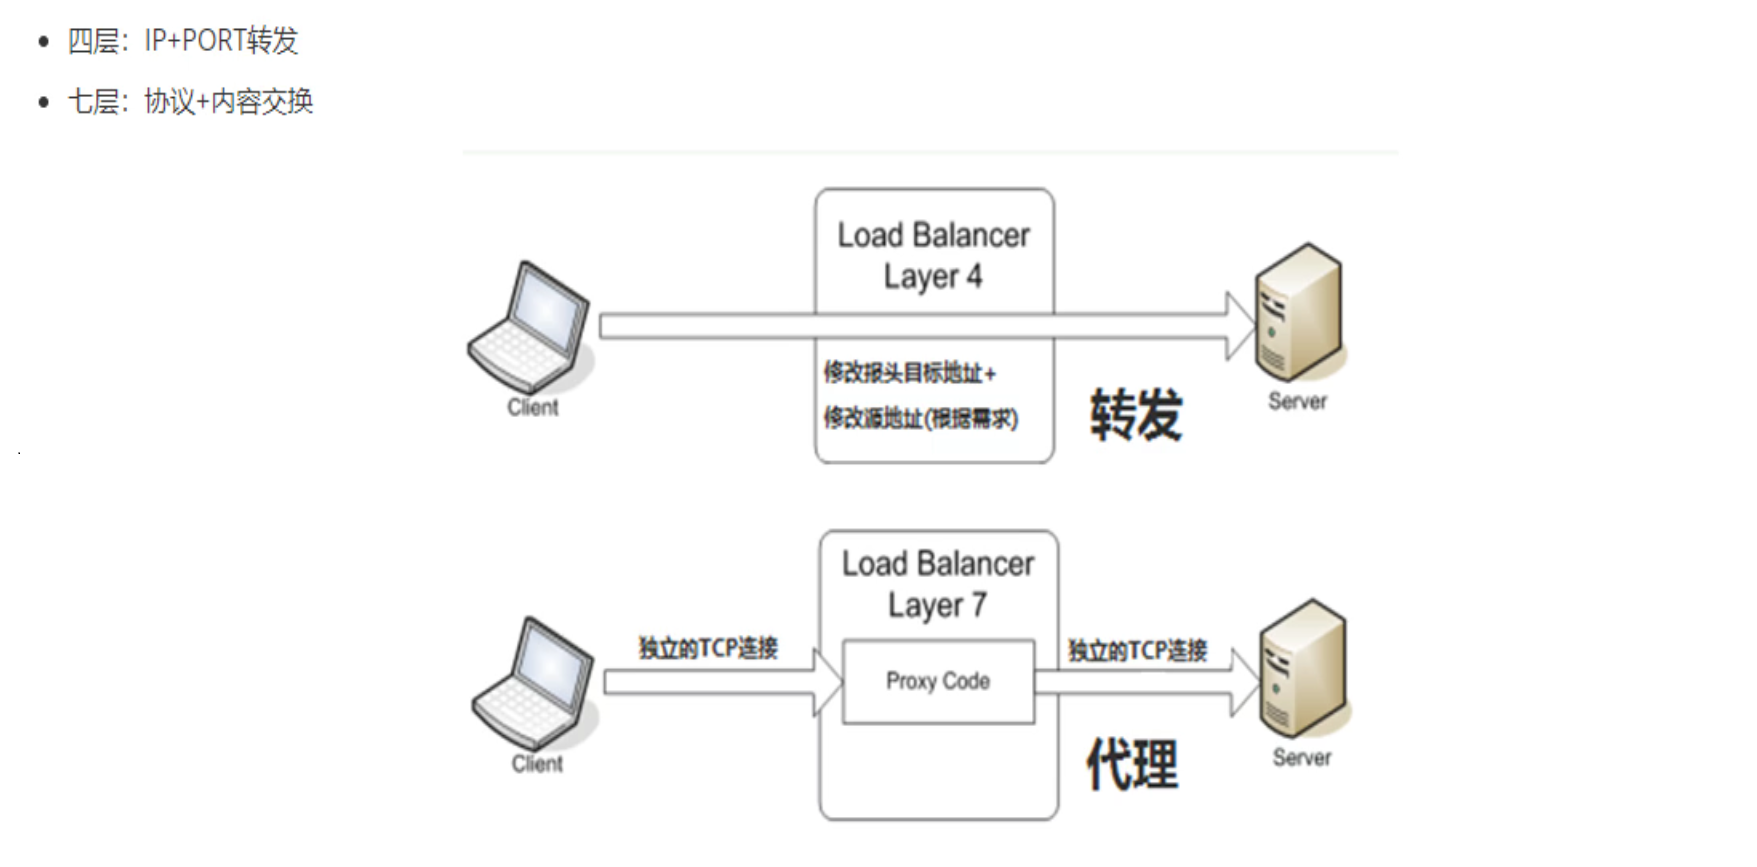 四层：IP+PORT转发
七层：协议+内容交换
Load Balancer
Layer 4
修改报头目标地址+
修改源地址(根据需求)
转发
Client
Server
Load Balancer
Layer 7
独立的TCP连接
Proxy Code
独立的TCP连接
代理
Client
Server